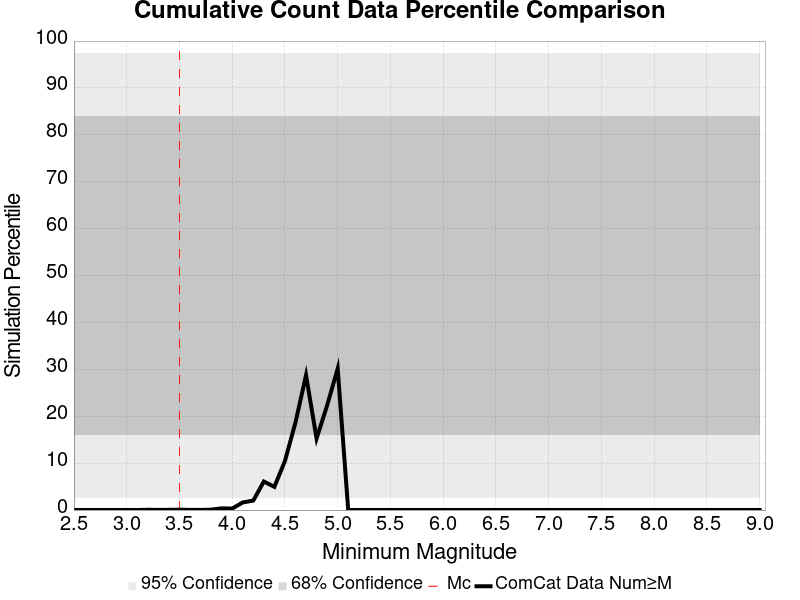 Cumulative Count Data Percentile Comparison
100
90
80
70
60
50
40
30
20
10
0
Simulation Percentile
2.5 3.0 3.5 4.0 4.5 5.0 5.5 6.0 6.5 7.0 7.5 8.0 8.5 9.0
Minimum Magnitude
95% Confidence 68% Confidence Mc ComCat Data Num≥M